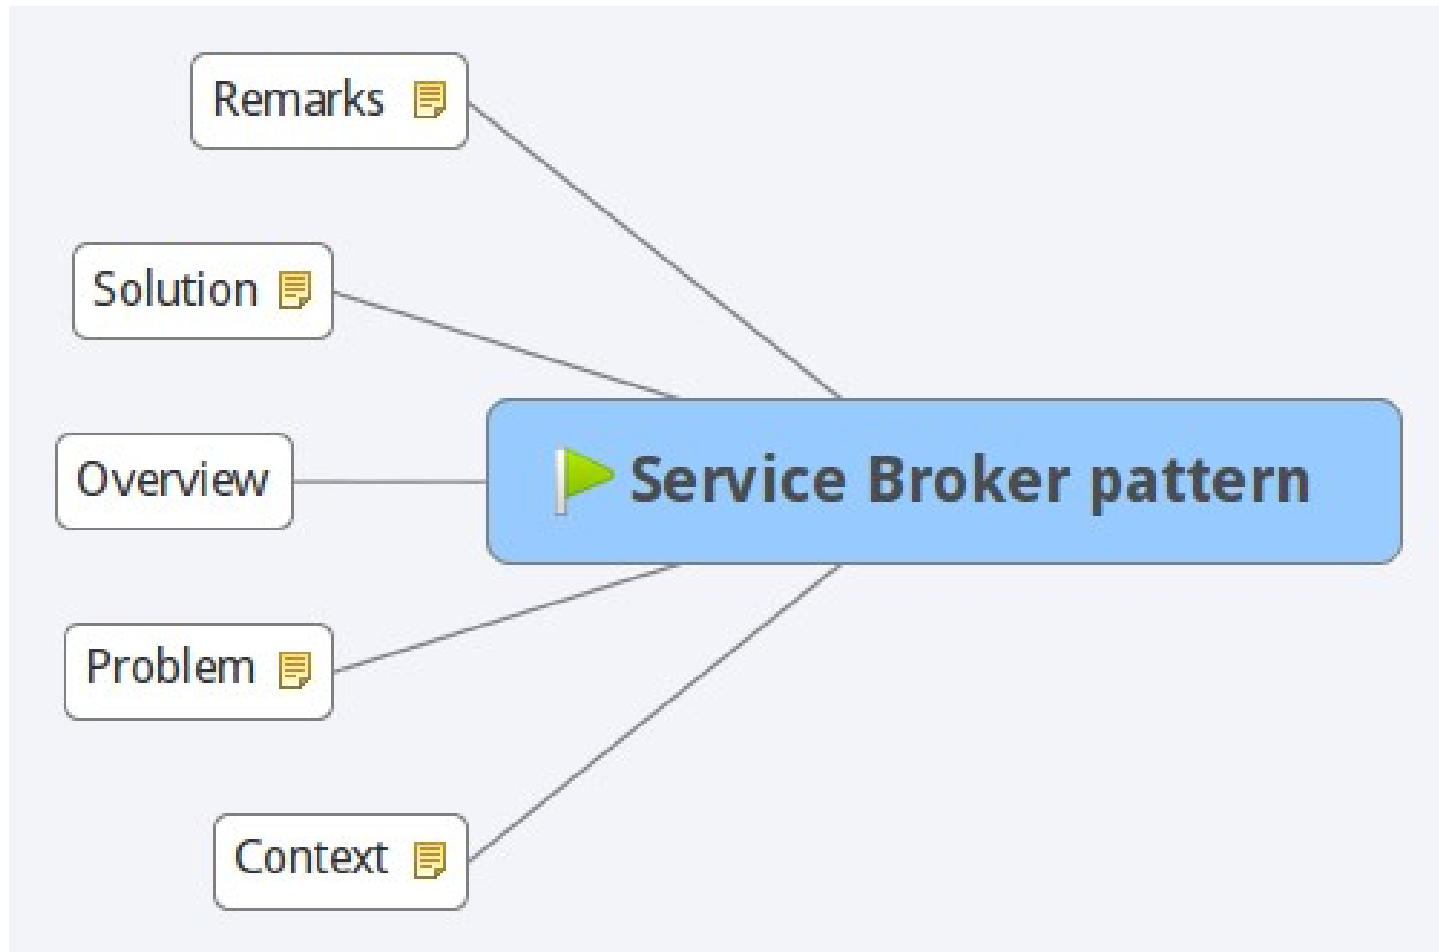 Remarks
Solution
Overview
Service Broker pattern
Problem
Context